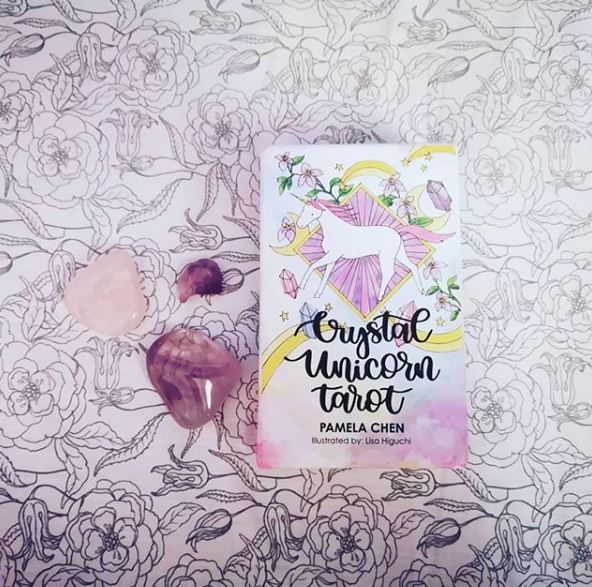 Crystal
Unicorn
tarot
PAMELA CHEN
Illustrated by: Lisa Higuchi